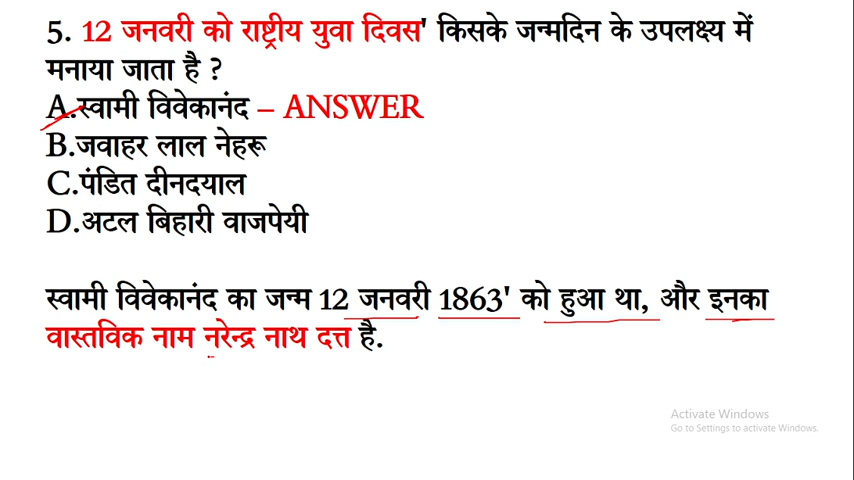 5. 12 जनवरी को राष्ट्रीय युवा दिवस' किसके जन्मदिन के उपलक्ष्य में
मनाया जाता है ?
A.स्वामी विवेकानंद – ANSWER
B.जवाहर लाल नेहरू
C.पंडित दीनदयाल
D.अटल बिहारी वाजपेयी
स्वामी विवेकानंद का जन्म 12 जनवरी 1863' को हुआ था, और इनका
वास्तविक नाम नरेन्द्र नाथ दत्त है.
Activate Windows
Go to Settings to activate Windows.